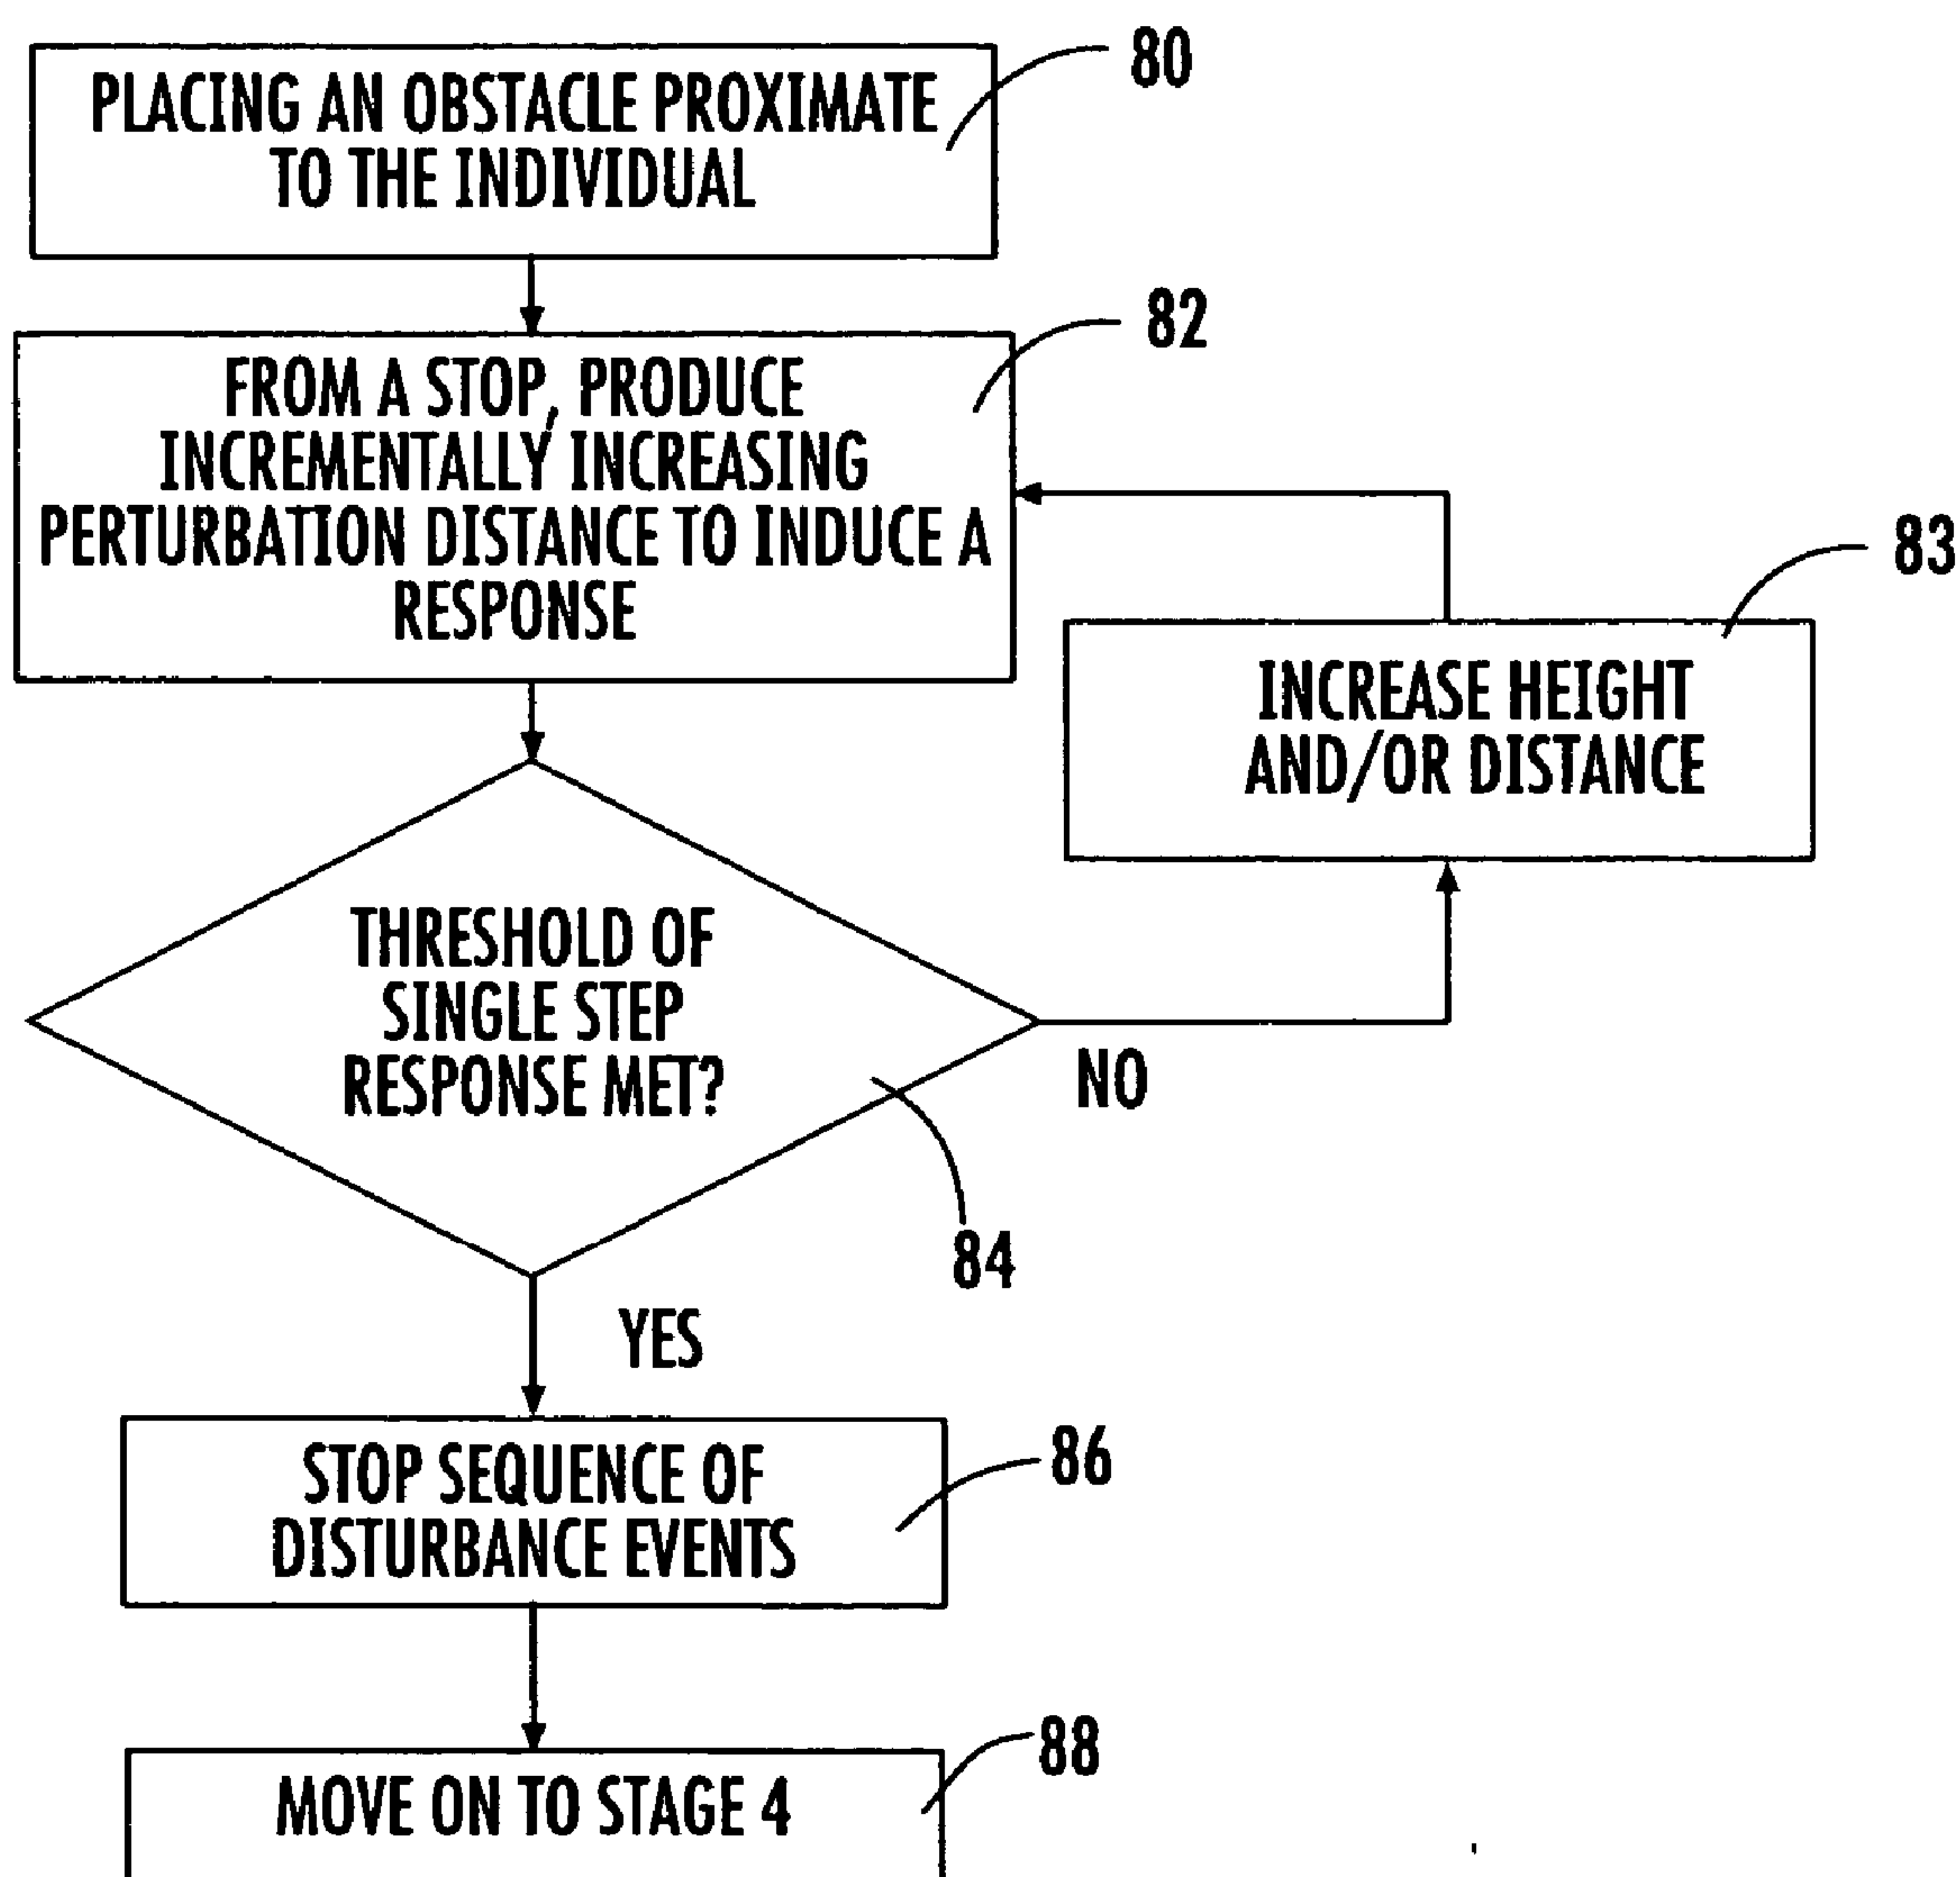 PLACING AN OBSTACLE PROXIMATE
TO THE INDIVIDUAL
80
FROM A STOP, PRODUCE
INCREMENTALLY INCREASING
PERTURBATION DISTANCE TO INDUCE A
RESPONSE
82
INCREASE HEIGHT
AND/OR DISTANCE
83
THRESHOLD OF
SINGLE STEP
RESPONSE MET?
NO
84
YES
STOP SEQUENCE OF
DISTURBANCE EVENTS
86
MOVE ON TO STAGE 4
88